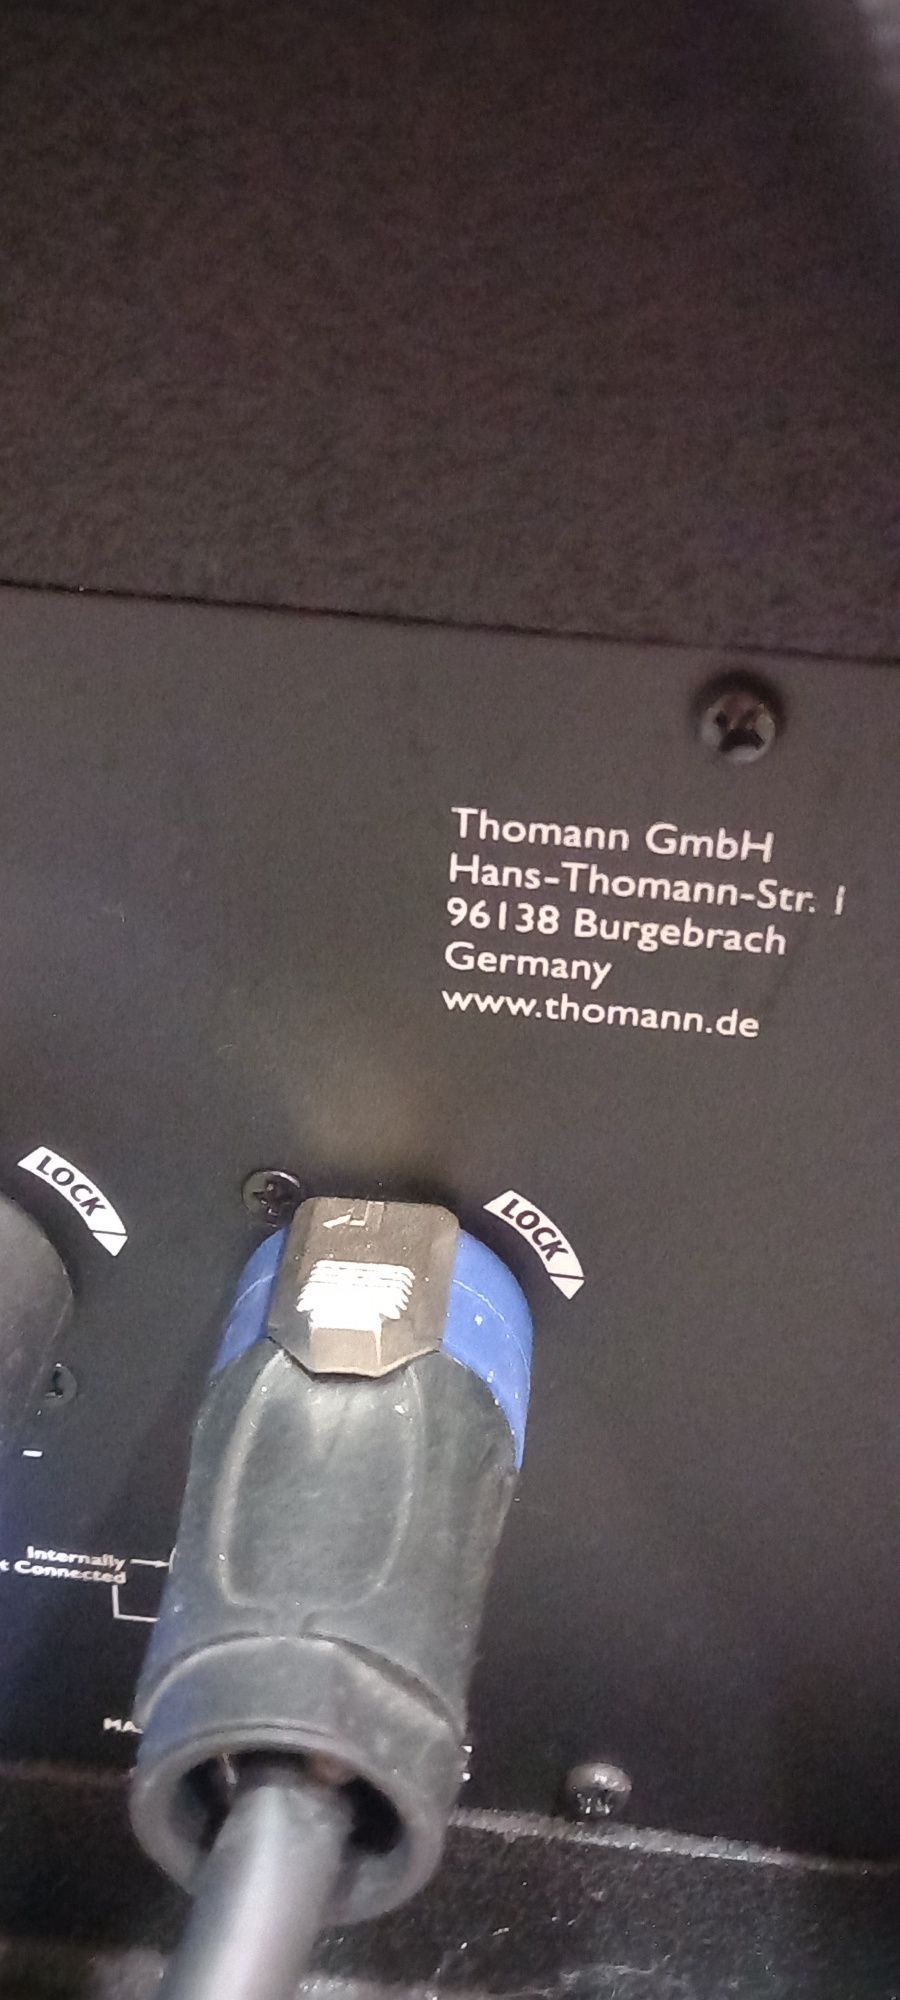 Thomann GmbH
Hans-Thomann-Str. 1
96138 Burgebrach
Germany
www.thomann.de
LOCK
LOCK
-
Internally
Connected